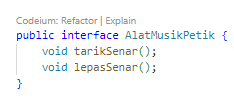 Codeium: Refactor | Explain
public interface AlatMusikPetik {
    void tarikSenar();
    void lepasSenar();
}